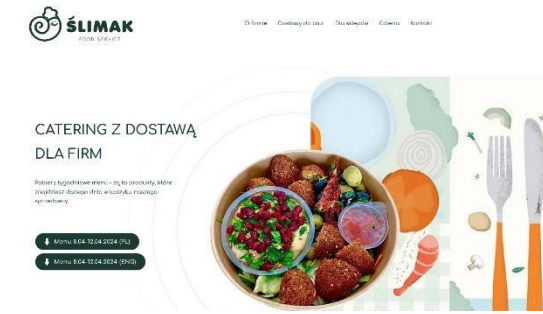 ŚLIMAK
FOOD SERVICE
O firmie Dostawy do biur Dla sklepów Catering Kontakt
CATERING Z DOSTAWĄ
DLA FIRM
Pobierz tygodniowe menu - są to produkty, które
znajdziesz danego dnia w koszyku naszego
sprzedawcy.
Menu 8.04-12.04.2024 (PL)
Menu 8.04-12.04.2024 (ENG)